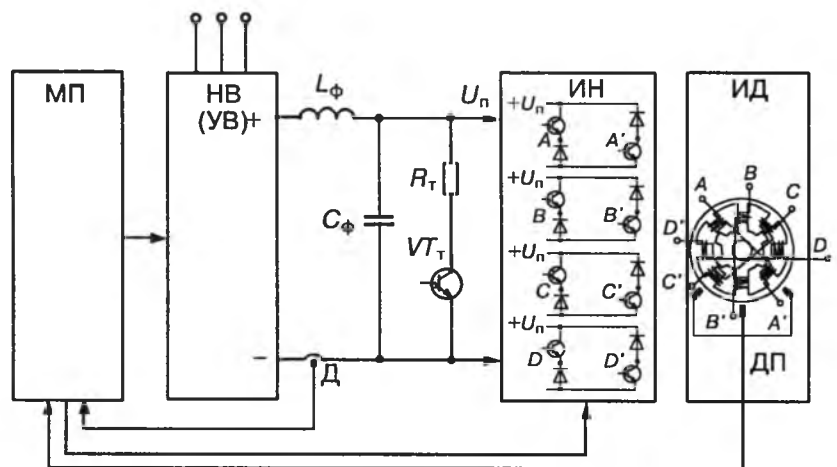 МП
НВ
(УВ)+
−
Lф
Cф
Rт
VTт
Uп
Д
ИН
+Uп
A
A'
+Uп
B
B'
+Uп
C
C'
+Uп
D
D'
ИД
A
B
C
D'
D
C'
B'
A'
ДП